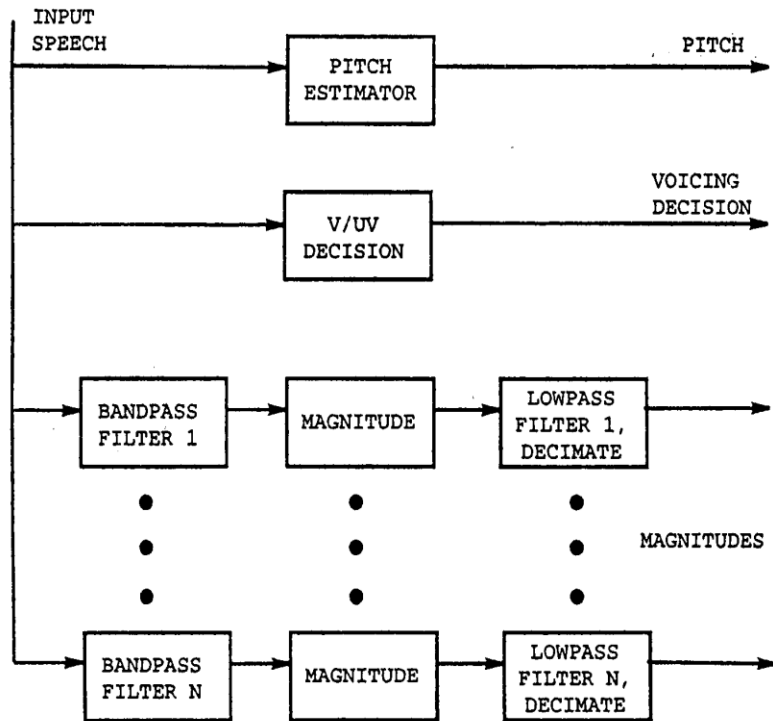 INPUT
SPEECH
PITCH
PITCH
ESTIMATOR
VOICING
DECISION
V/UV
DECISION
BANDPASS
FILTER 1
MAGNITUDE
LOWPASS
FILTER 1,
DECIMATE
MAGNITUDES
BANDPASS
FILTER N
MAGNITUDE
LOWPASS
FILTER N,
DECIMATE